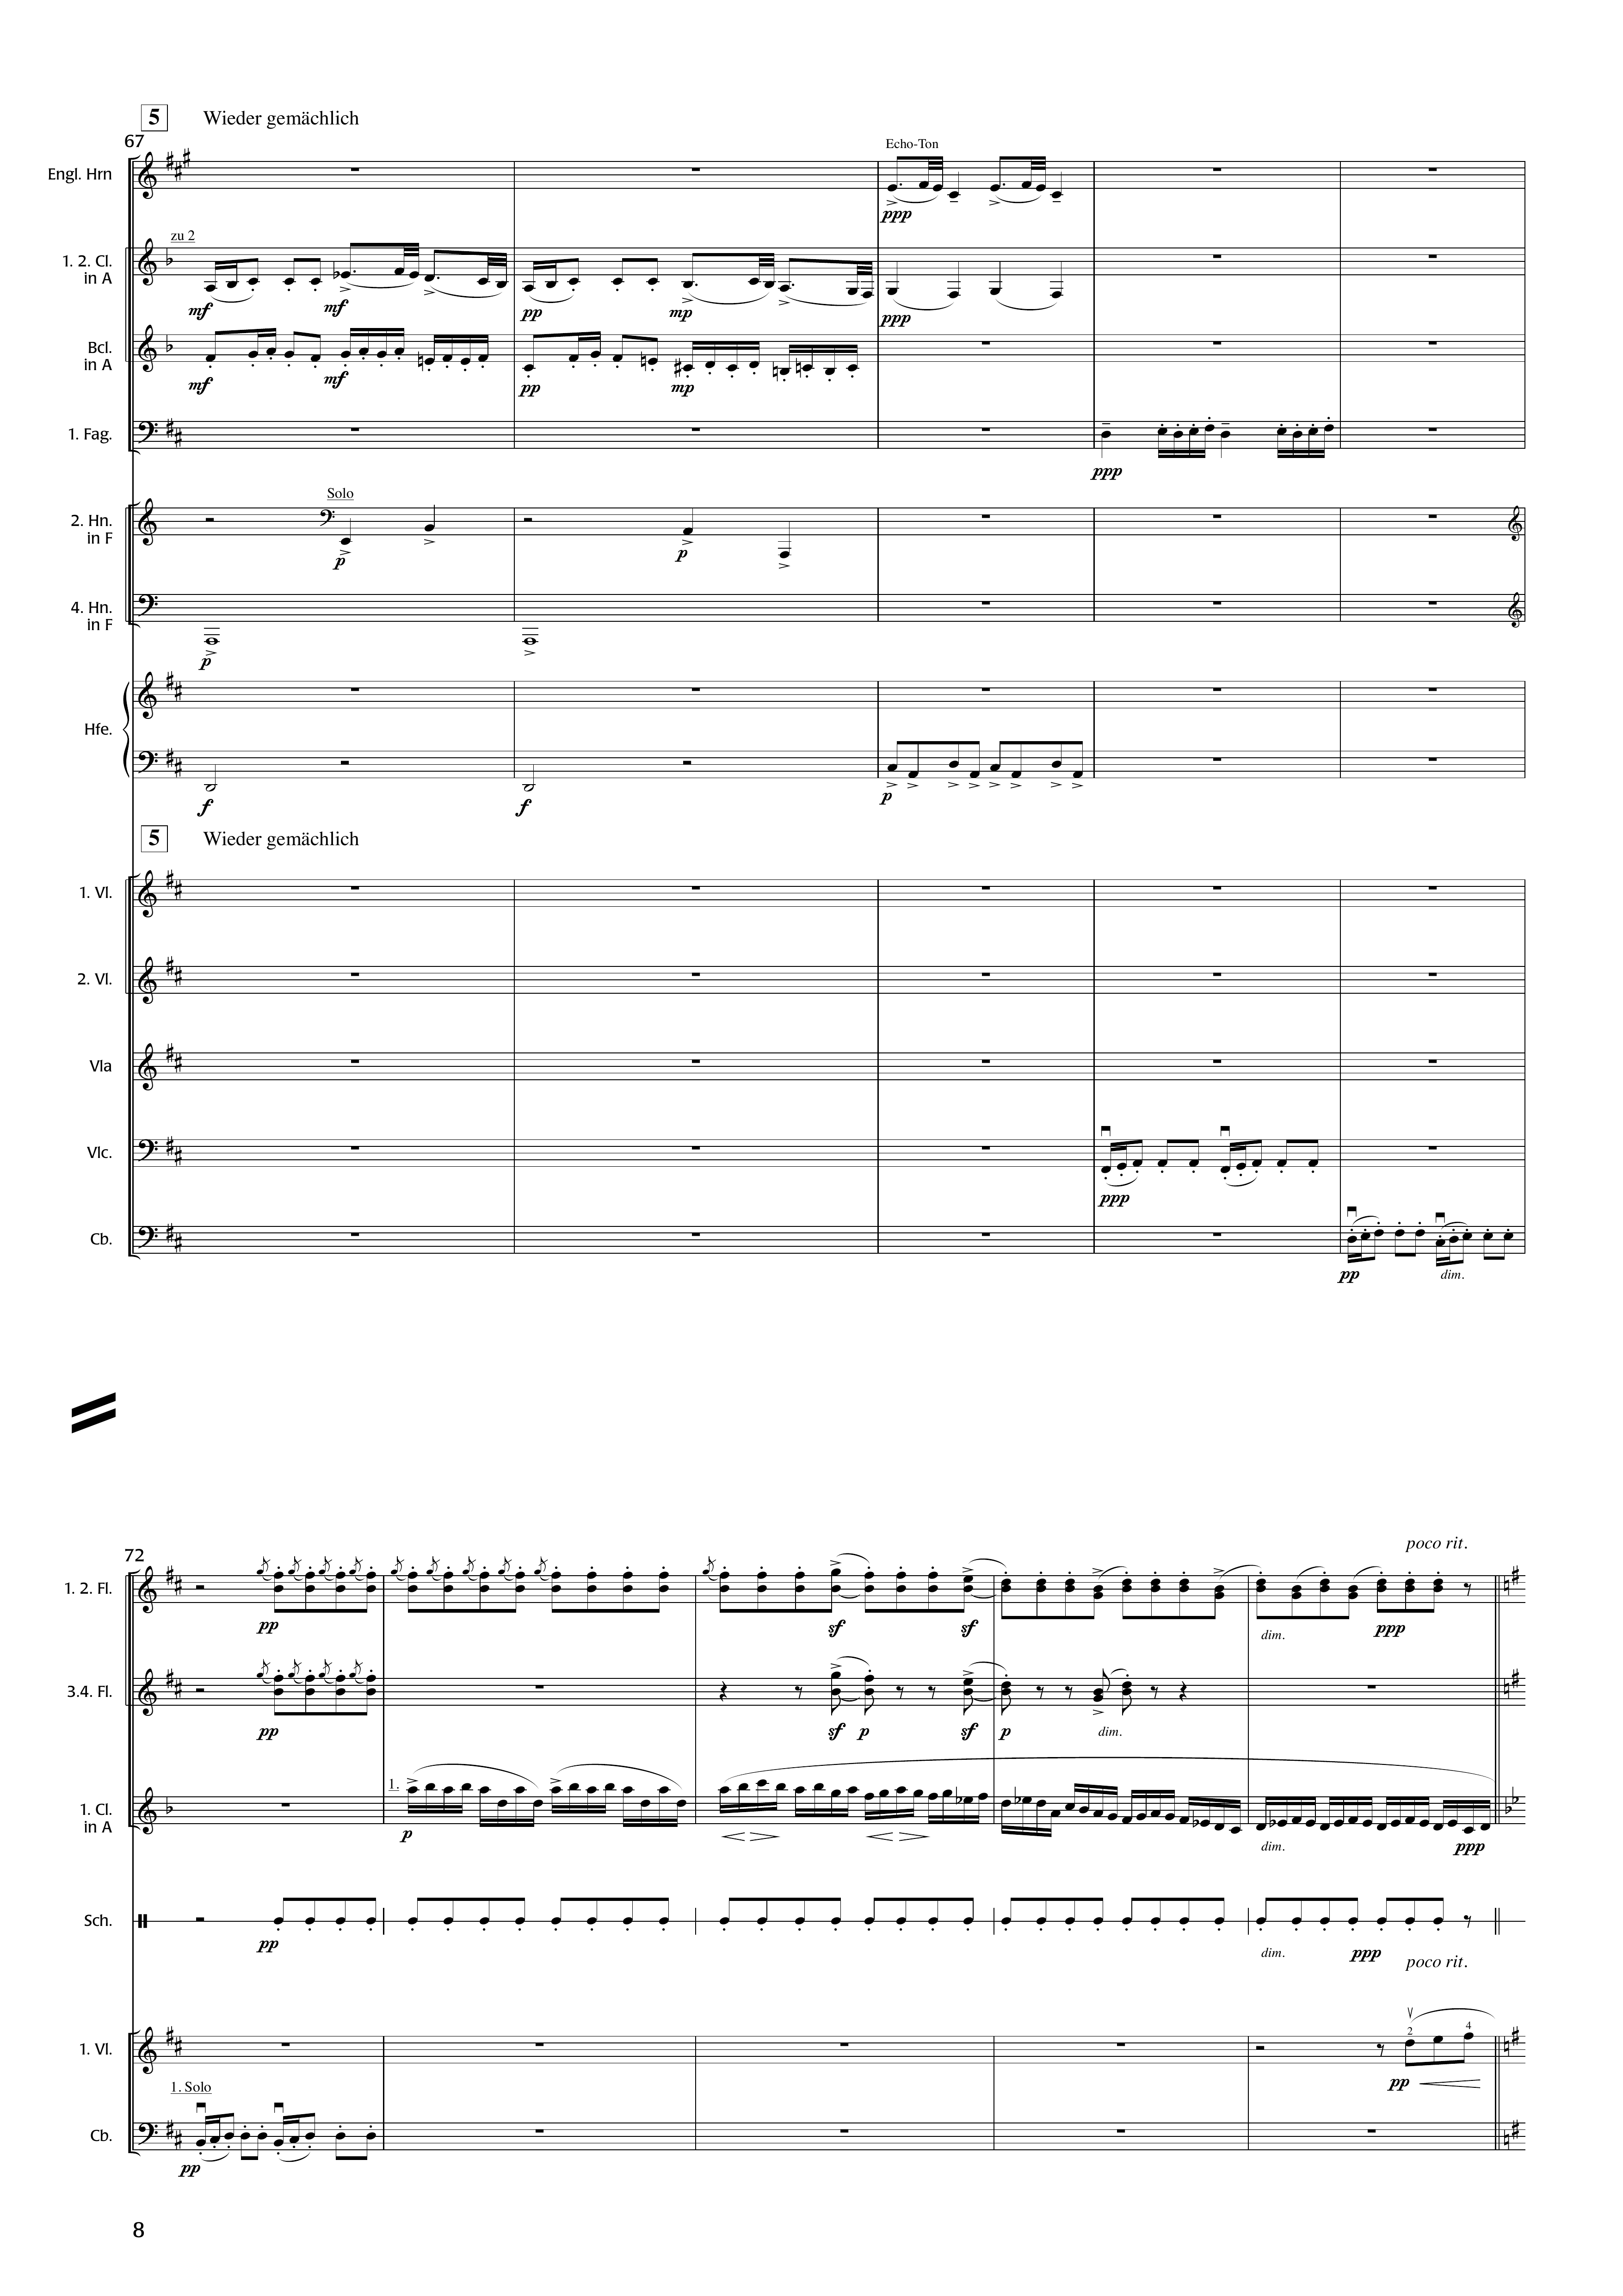 5 Wieder gemächlich
67
Engl. Hrn
Echo-Ton
ppp
1. 2. Cl.
in A
zu 2
mf mf pp mp ppp
Bcl.
in A
mf mf pp mp
1. Fag.
ppp
2. Hn.
in F
Solo
p p
4. Hn.
in F
p
Hfe.
f f p
5 Wieder gemächlich
1. Vl.
2. Vl.
Vla
Vlc.
ppp
Cb.
pp dim.
72
poco rit.
1. 2. Fl.
pp sf sf dim. ppp
3.4. Fl.
pp sf p sf p dim.
1. Cl.
in A
1.
p dim. ppp
Sch.
pp dim. ppp
poco rit.
1. Vl.
2 4
pp
1. Solo
Cb.
pp
8